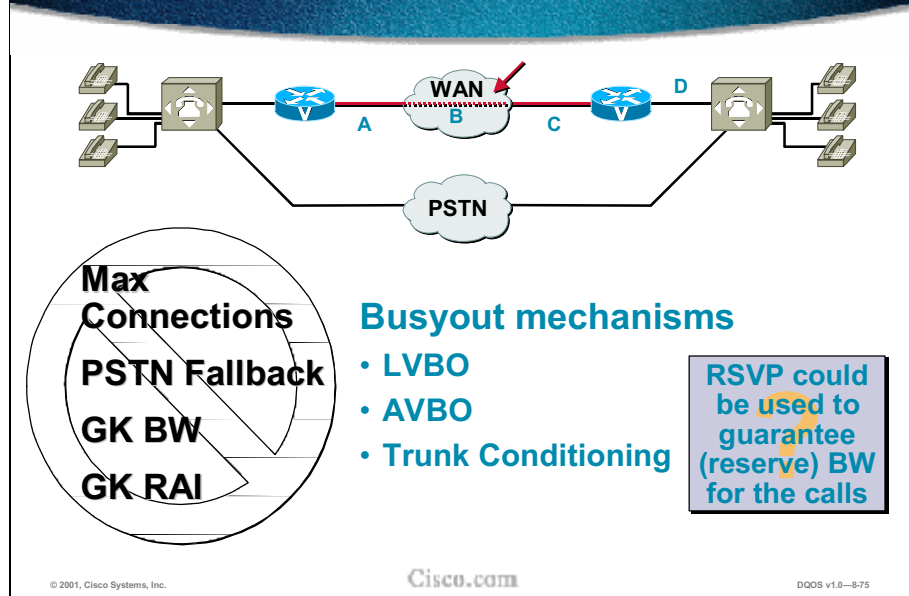 WAN
D
A
B
C
V
V
PSTN
Max
Connections
PSTN Fallback
GK BW
GK RAI
Busyout mechanisms
• LVBO
• AVBO
• Trunk Conditioning
?
RSVP could
be used to
guarantee
(reserve) BW
for the calls
© 2001, Cisco Systems, Inc.
Cisco.com
DQOS v1.0—8-75